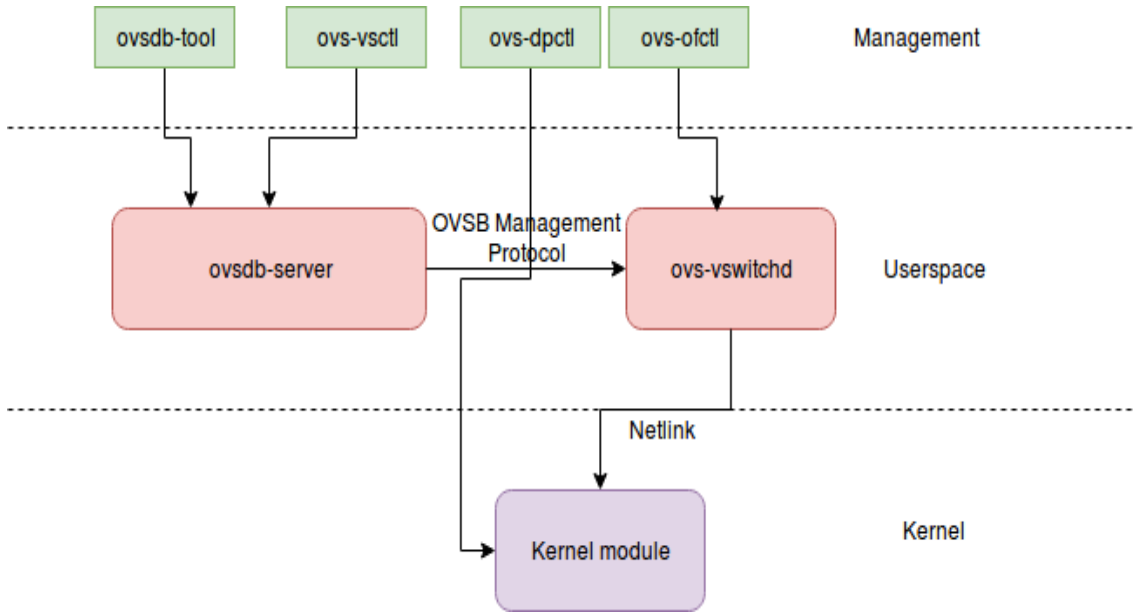 ovsdb-tool
ovs-vsctl
ovs-dpctl
ovs-ofctl
Management
OVSB Management
Protocol
ovsdb-server
ovs-vswitchd
Userspace
Netlink
Kernel module
Kernel